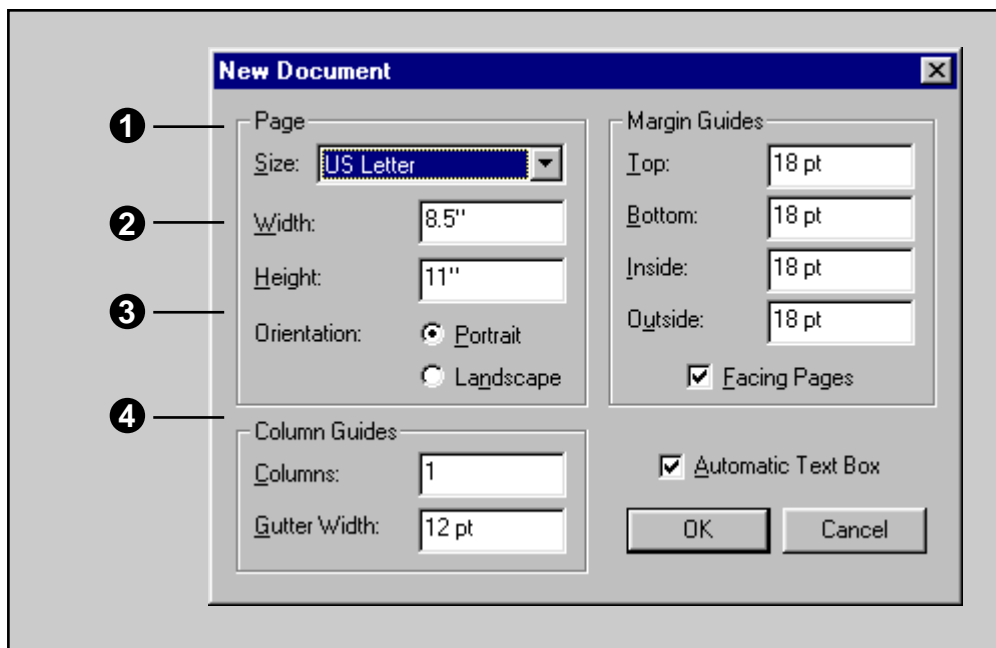 New Document
1
Page
Size: US Letter
2
Width: 8.5"
Height: 11"
3
Orientation: Portrait
Landscape
4
Column Guides
Columns: 1
Gutter Width: 12 pt
Margin Guides
Top: 18 pt
Bottom: 18 pt
Inside: 18 pt
Outside: 18 pt
Facing Pages
Automatic Text Box
OK Cancel